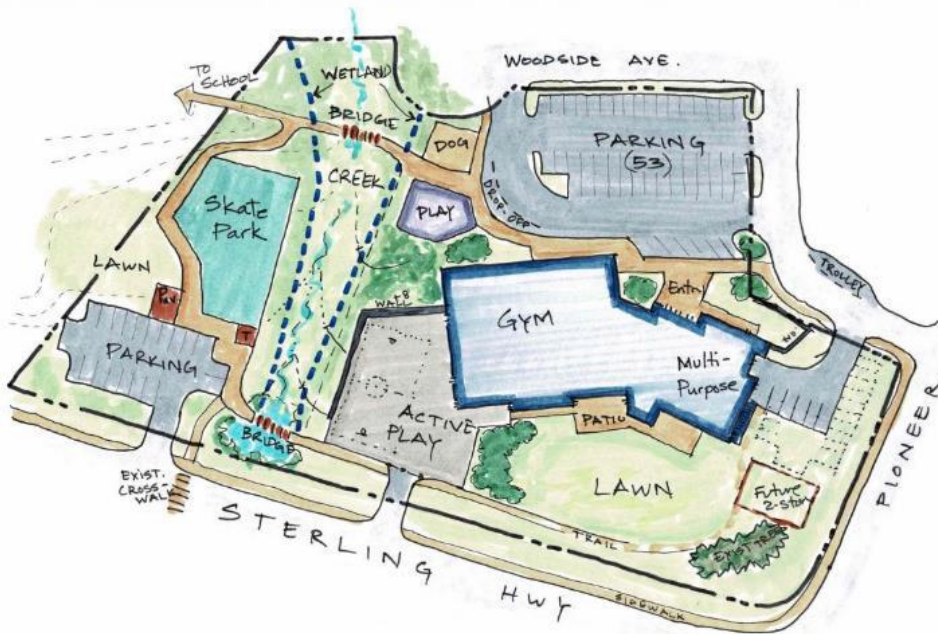 WOODSIDE AVE.
TO
SCHOOL
WETLAND
BRIDGE
DOG
PARKING
(53)
CREEK
DROP-OFF
PLAY
Skate
Park
LAWN
TROLLEY
Entry
WALL
GYM
PARKING
T
Multi-
Purpose
PIONEER
ACTIVE
PLAY
PATIO
BRIDGE
LAWN
Future
2-Story
EXIST.
CROSS-
WALK
TRAIL
EXIST TREES
STERLING HWY
SIDEWALK